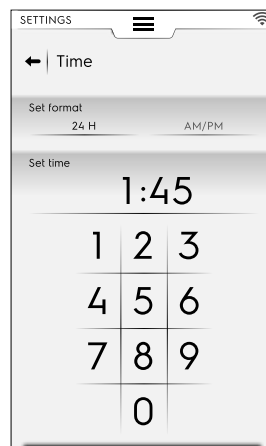 SETTINGS
Time
Set format
24 H AM/PM
Set time
1:45
1 2 3
4 5 6
7 8 9
0